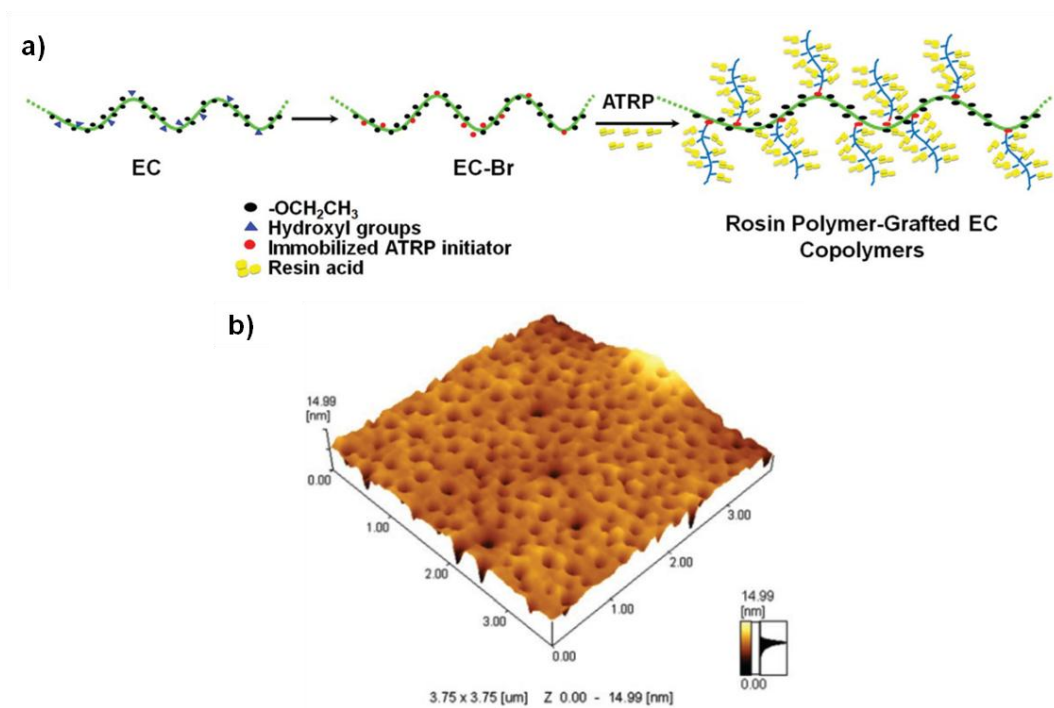 a)
ATRP
EC
EC-Br
-OCH₂CH₃
Hydroxyl groups
Immobilized ATRP initiator
Resin acid
Rosin Polymer-Grafted EC
Copolymers
b)
14.99
[nm]
0.00
1.00
2.00
3.00
0.00
1.00
2.00
3.00
14.99
[nm]
0.00
3.75 x 3.75 [um] Z 0.00 - 14.99 [nm]